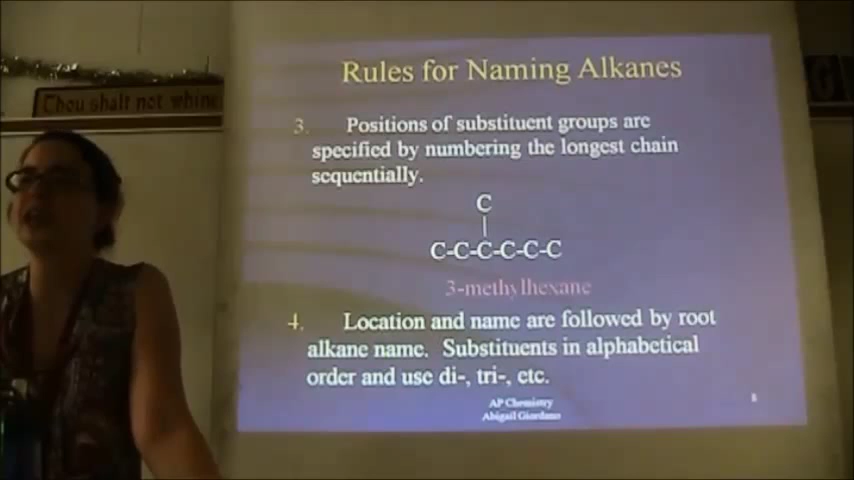 Rules for Naming Alkanes
Thou shalt not whine
3. Positions of substituent groups are
specified by numbering the longest chain
sequentially.
C
|
C-C-C-C-C-C
3-methylhexane
4. Location and name are followed by root
alkane name. Substituents in alphabetical
order and use di-, tri-, etc.
AP Chemistry
Abigail Giordano
8
G